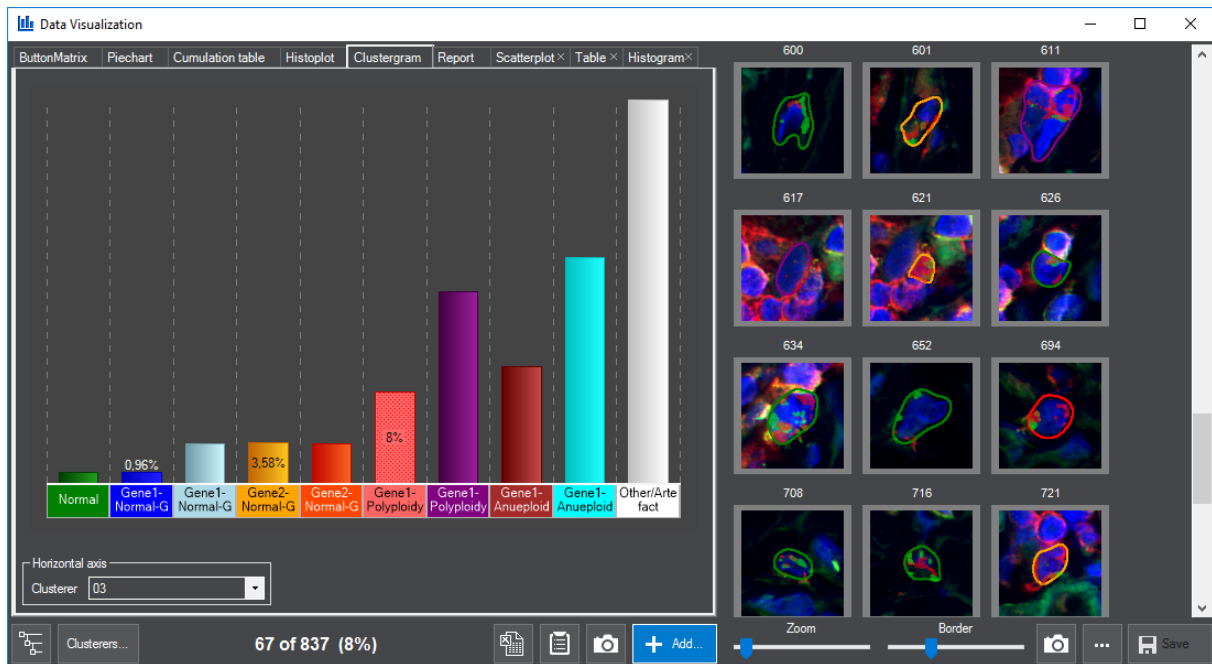 Data Visualization
ButtonMatrix Piechart Cumulation table Histoplot Clustergram Report Scatterplot Table Histogram
0,96%
3,58%
8%
Normal
Gene1-
Normal-G
Gene1-
Normal-G
Gene2-
Normal-G
Gene2-
Normal-G
Gene1-
Polyploidy
Gene1-
Polyploidy
Gene1-
Anueploid
Gene1-
Anueploid
Other/Arte
fact
Horizontal axis
Clusterer 03
Clusterers...
67 of 837 (8%)
Add...
600 601 611
617 621 626
634 652 694
708 716 721
Zoom Border
Save